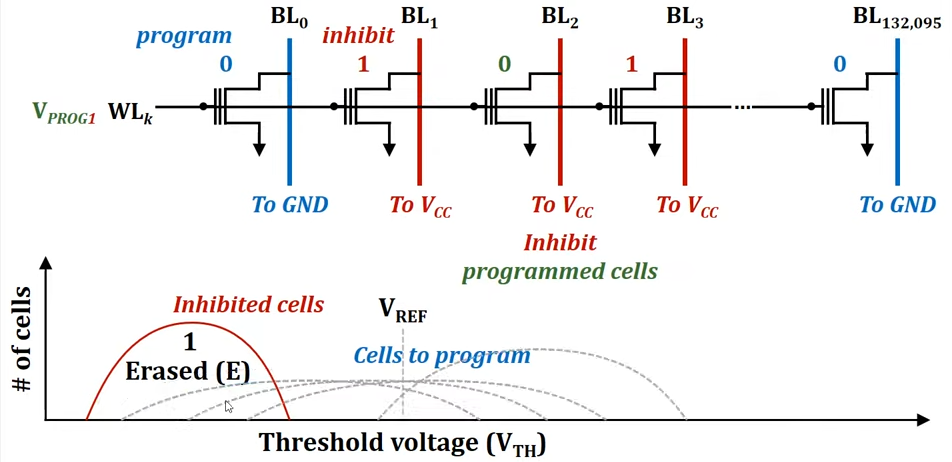 BL0 BL1 BL2 BL3 BL132,095
program inhibit
0 1 0 1 0
VPROG1 WLk ...
To GND To VCC To VCC To VCC To GND
Inhibit
programmed cells
# of cells
Inhibited cells
VREF
1
Erased (E)
Cells to program
Threshold voltage (VTH)